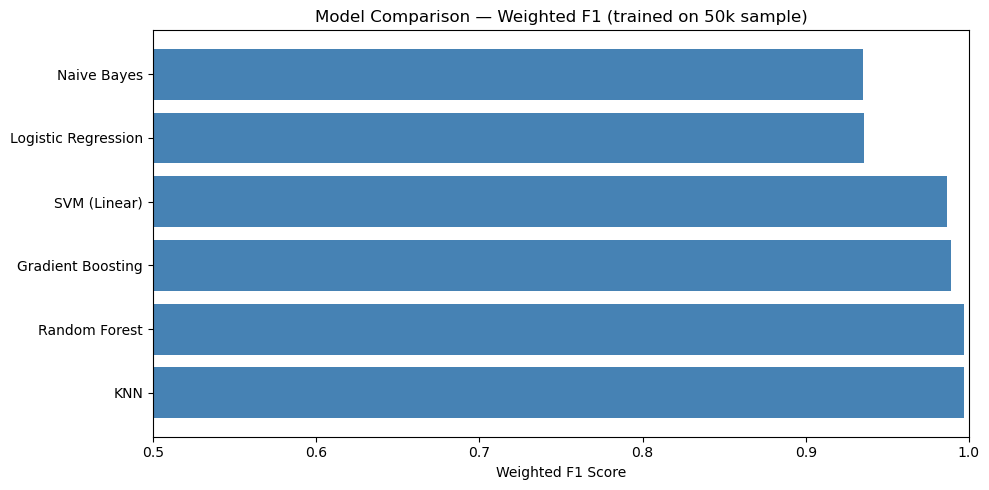 Model Comparison — Weighted F1 (trained on 50k sample)
Naive Bayes
Logistic Regression
SVM (Linear)
Gradient Boosting
Random Forest
KNN
0.5 0.6 0.7 0.8 0.9 1.0
Weighted F1 Score